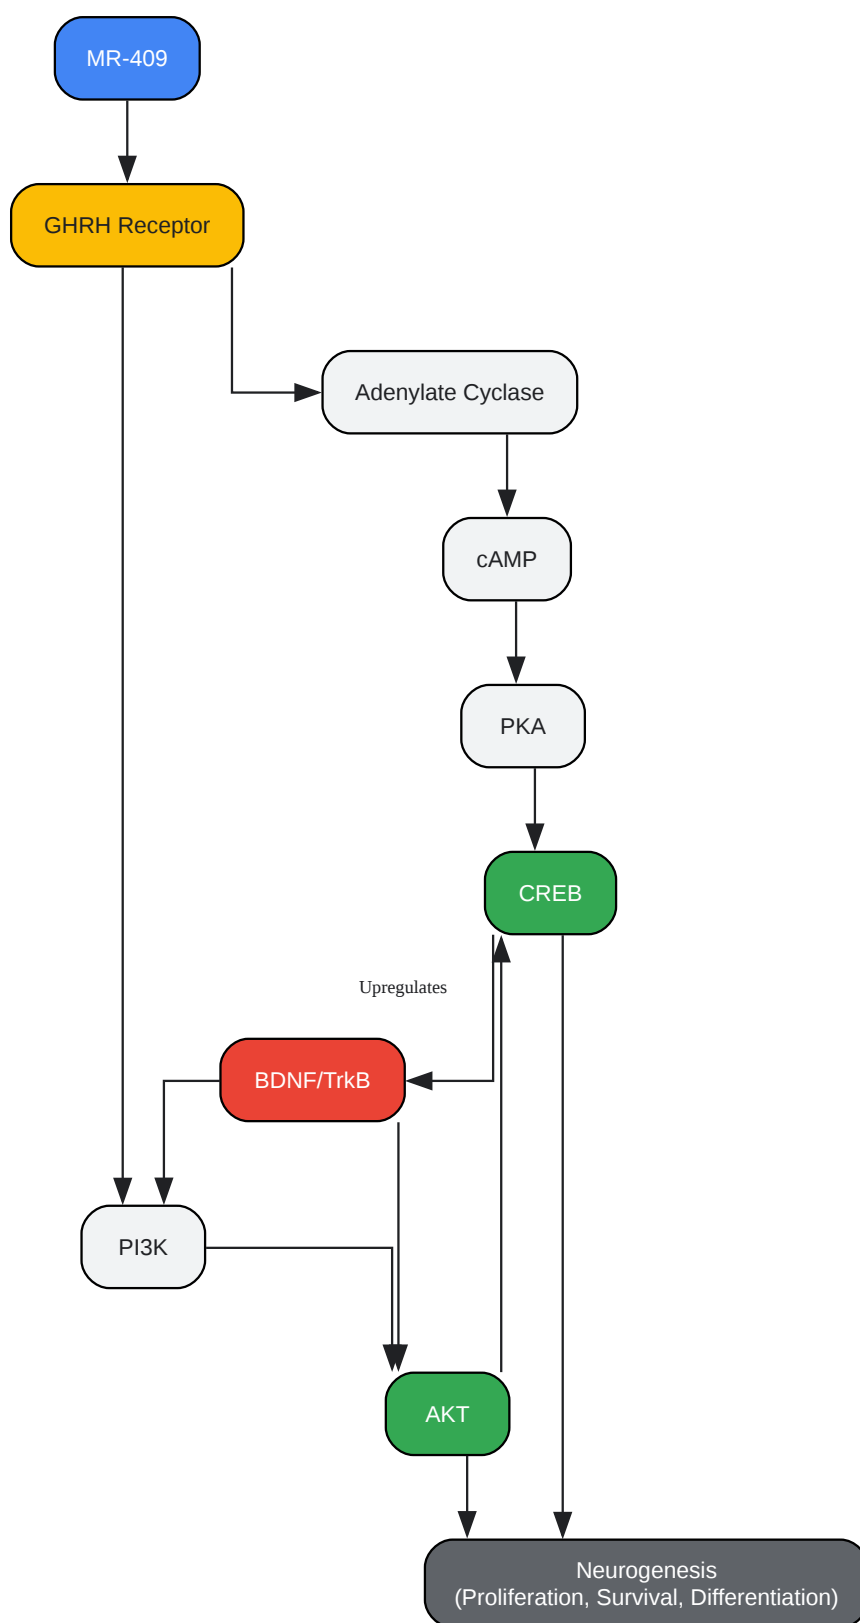 MR-409
GHRH Receptor
Adenylate Cyclase
cAMP
PKA
CREB
Upregulates
BDNF/TrkB
PI3K
AKT
Neurogenesis
(Proliferation, Survival, Differentiation)